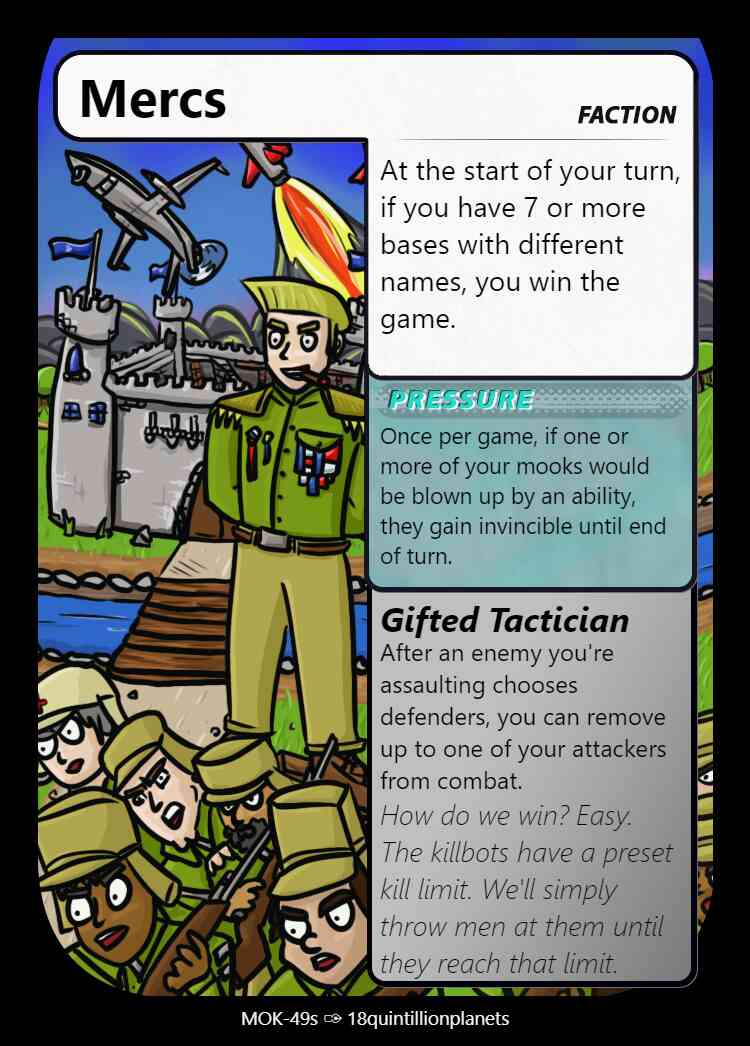 Mercs
FACTION
At the start of your turn,
if you have 7 or more
bases with different
names, you win the
game.
PRESSURE
Once per game, if one or
more of your mooks would
be blown up by an ability,
they gain invincible until end
of turn.
Gifted Tactician
After an enemy you're
assaulting chooses
defenders, you can remove
up to one of your attackers
from combat.
How do we win? Easy.
The killbots have a preset
kill limit. We'll simply
throw men at them until
they reach that limit.
MOK-49s ➩ 18quintillionplanets